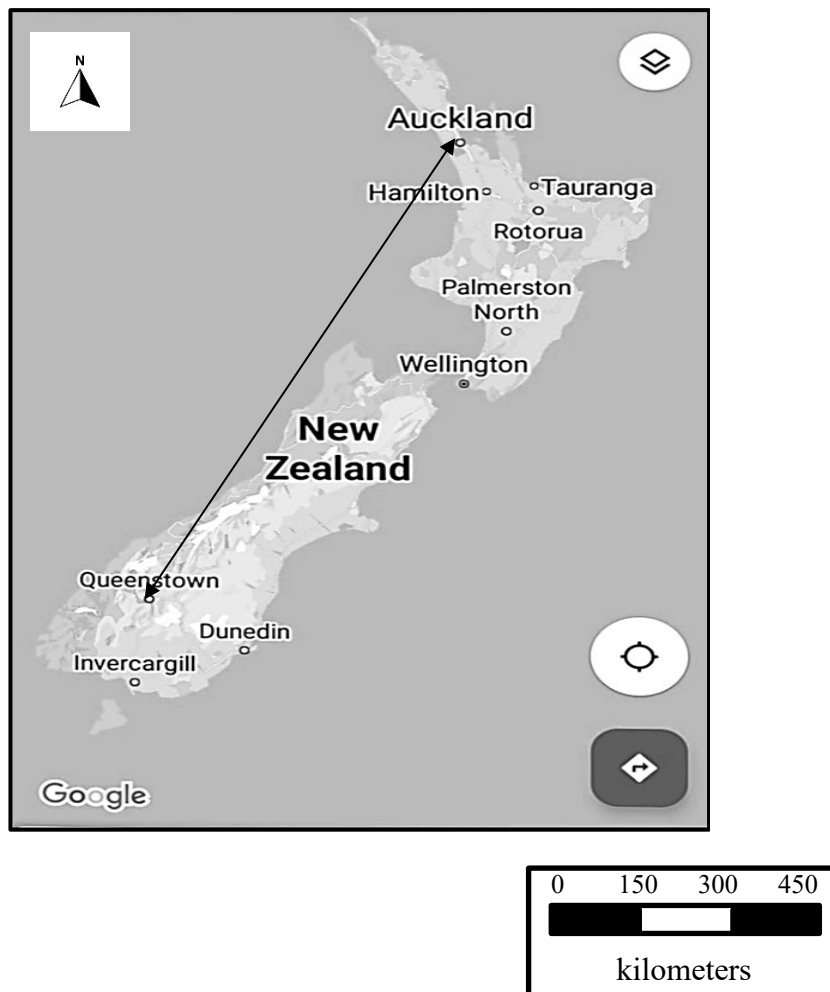 N
Auckland
Hamilton
Tauranga
Rotorua
Palmerston
North
Wellington
New
Zealand
Queenstown
Dunedin
Invercargill
Google
0 150 300 450
kilometers